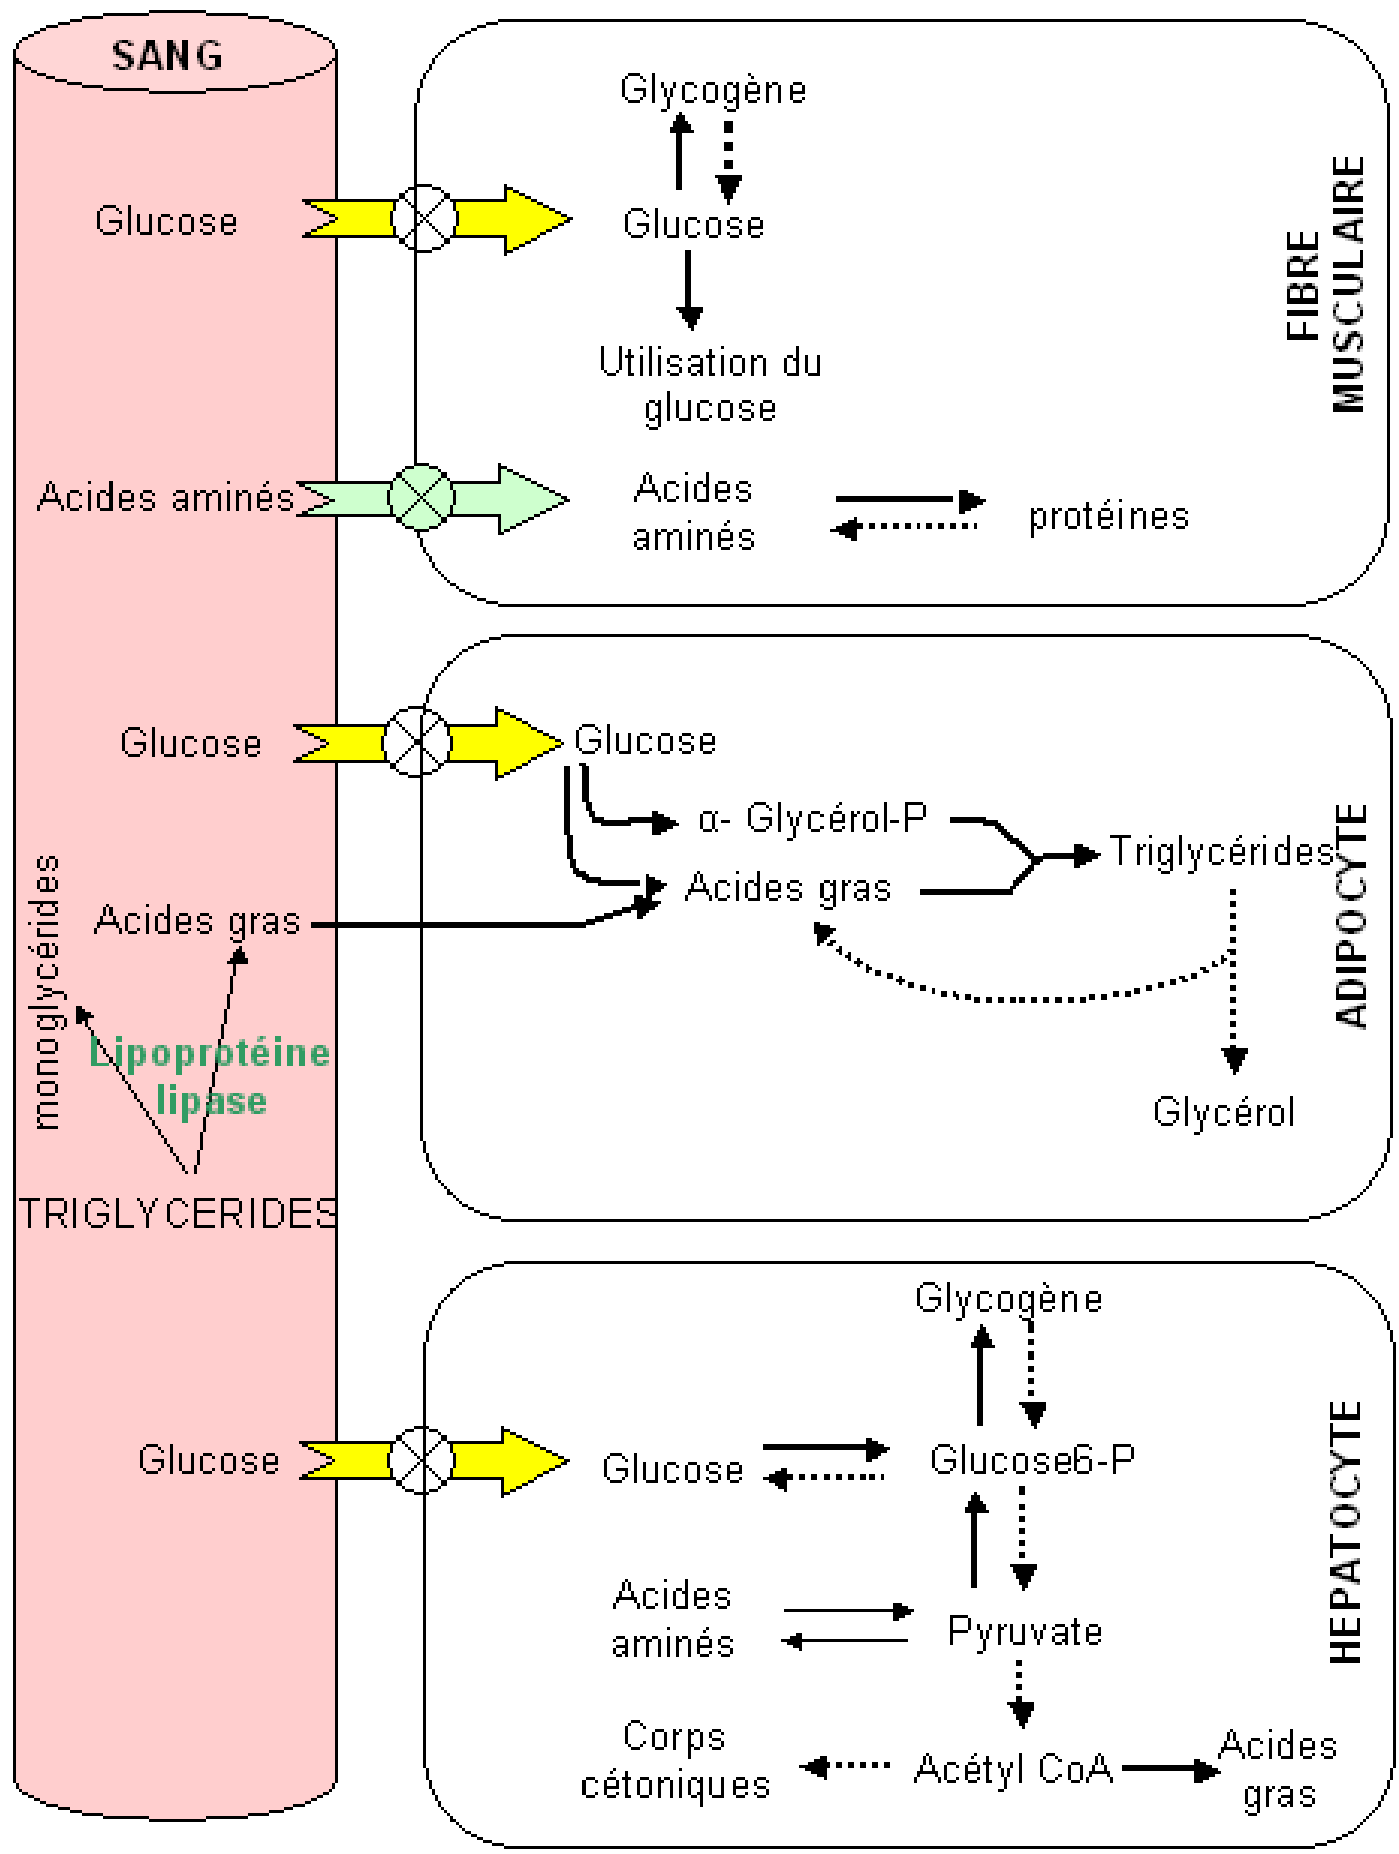 SANG
Glycogène
Glucose
Glucose
Utilisation du
glucose
Acides aminés
Acides
aminés
protéines
FIBRE
MUSCULAIRE
Glucose
Glucose
α- Glycérol-P
Triglycérides
Acides gras
Acides gras
monoglycérides
Lipoprotéine
lipase
TRIGLYCERIDES
Glycérol
ADIPOCYTE
Glycogène
Glucose
Glucose
Glucose6-P
Acides
aminés
Pyruvate
Corps
cétoniques
Acétyl CoA
Acides
gras
HEPATOCYTE